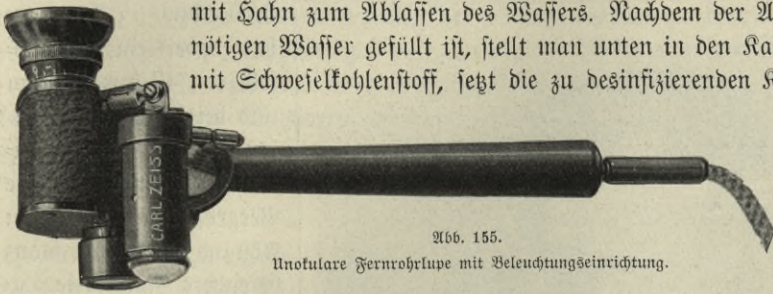 mit Hahn zum Ablassen des Wassers. Nachdem der
nötigen Wasser gefüllt ist, stellt man unten in den
mit Schwefelkohlenstoff, setzt die zu desinfizierenden
CARL ZEISS
Abb. 155.
Unokulare Fernrohrlupe mit Beleuchtungseinrichtung.